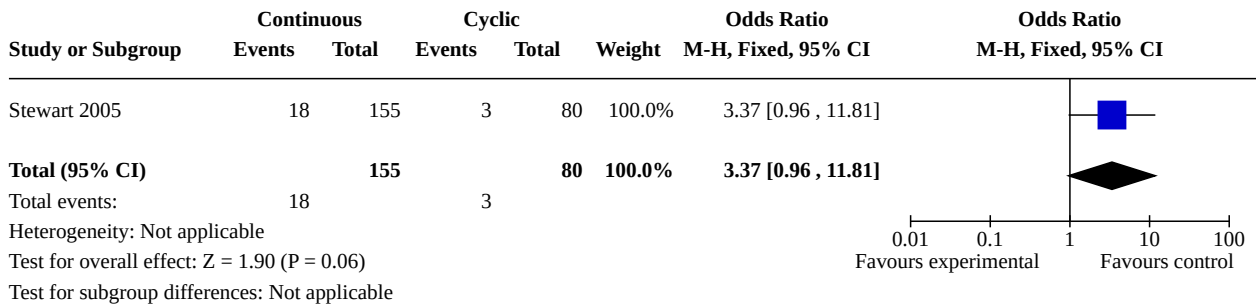 Continuous Cyclic Odds Ratio Odds Ratio
Study or Subgroup Events Total Events Total Weight M-H, Fixed, 95% CI M-H, Fixed, 95% CI
Stewart 2005 18 155 3 80 100.0% 3.37 [0.96 , 11.81]
Total (95% CI) 155 80 100.0% 3.37 [0.96 , 11.81]
Total events: 18 3
Heterogeneity: Not applicable
Test for overall effect: Z = 1.90 (P = 0.06)
Test for subgroup differences: Not applicable
0.01 0.1 1 10 100
Favours experimental Favours control